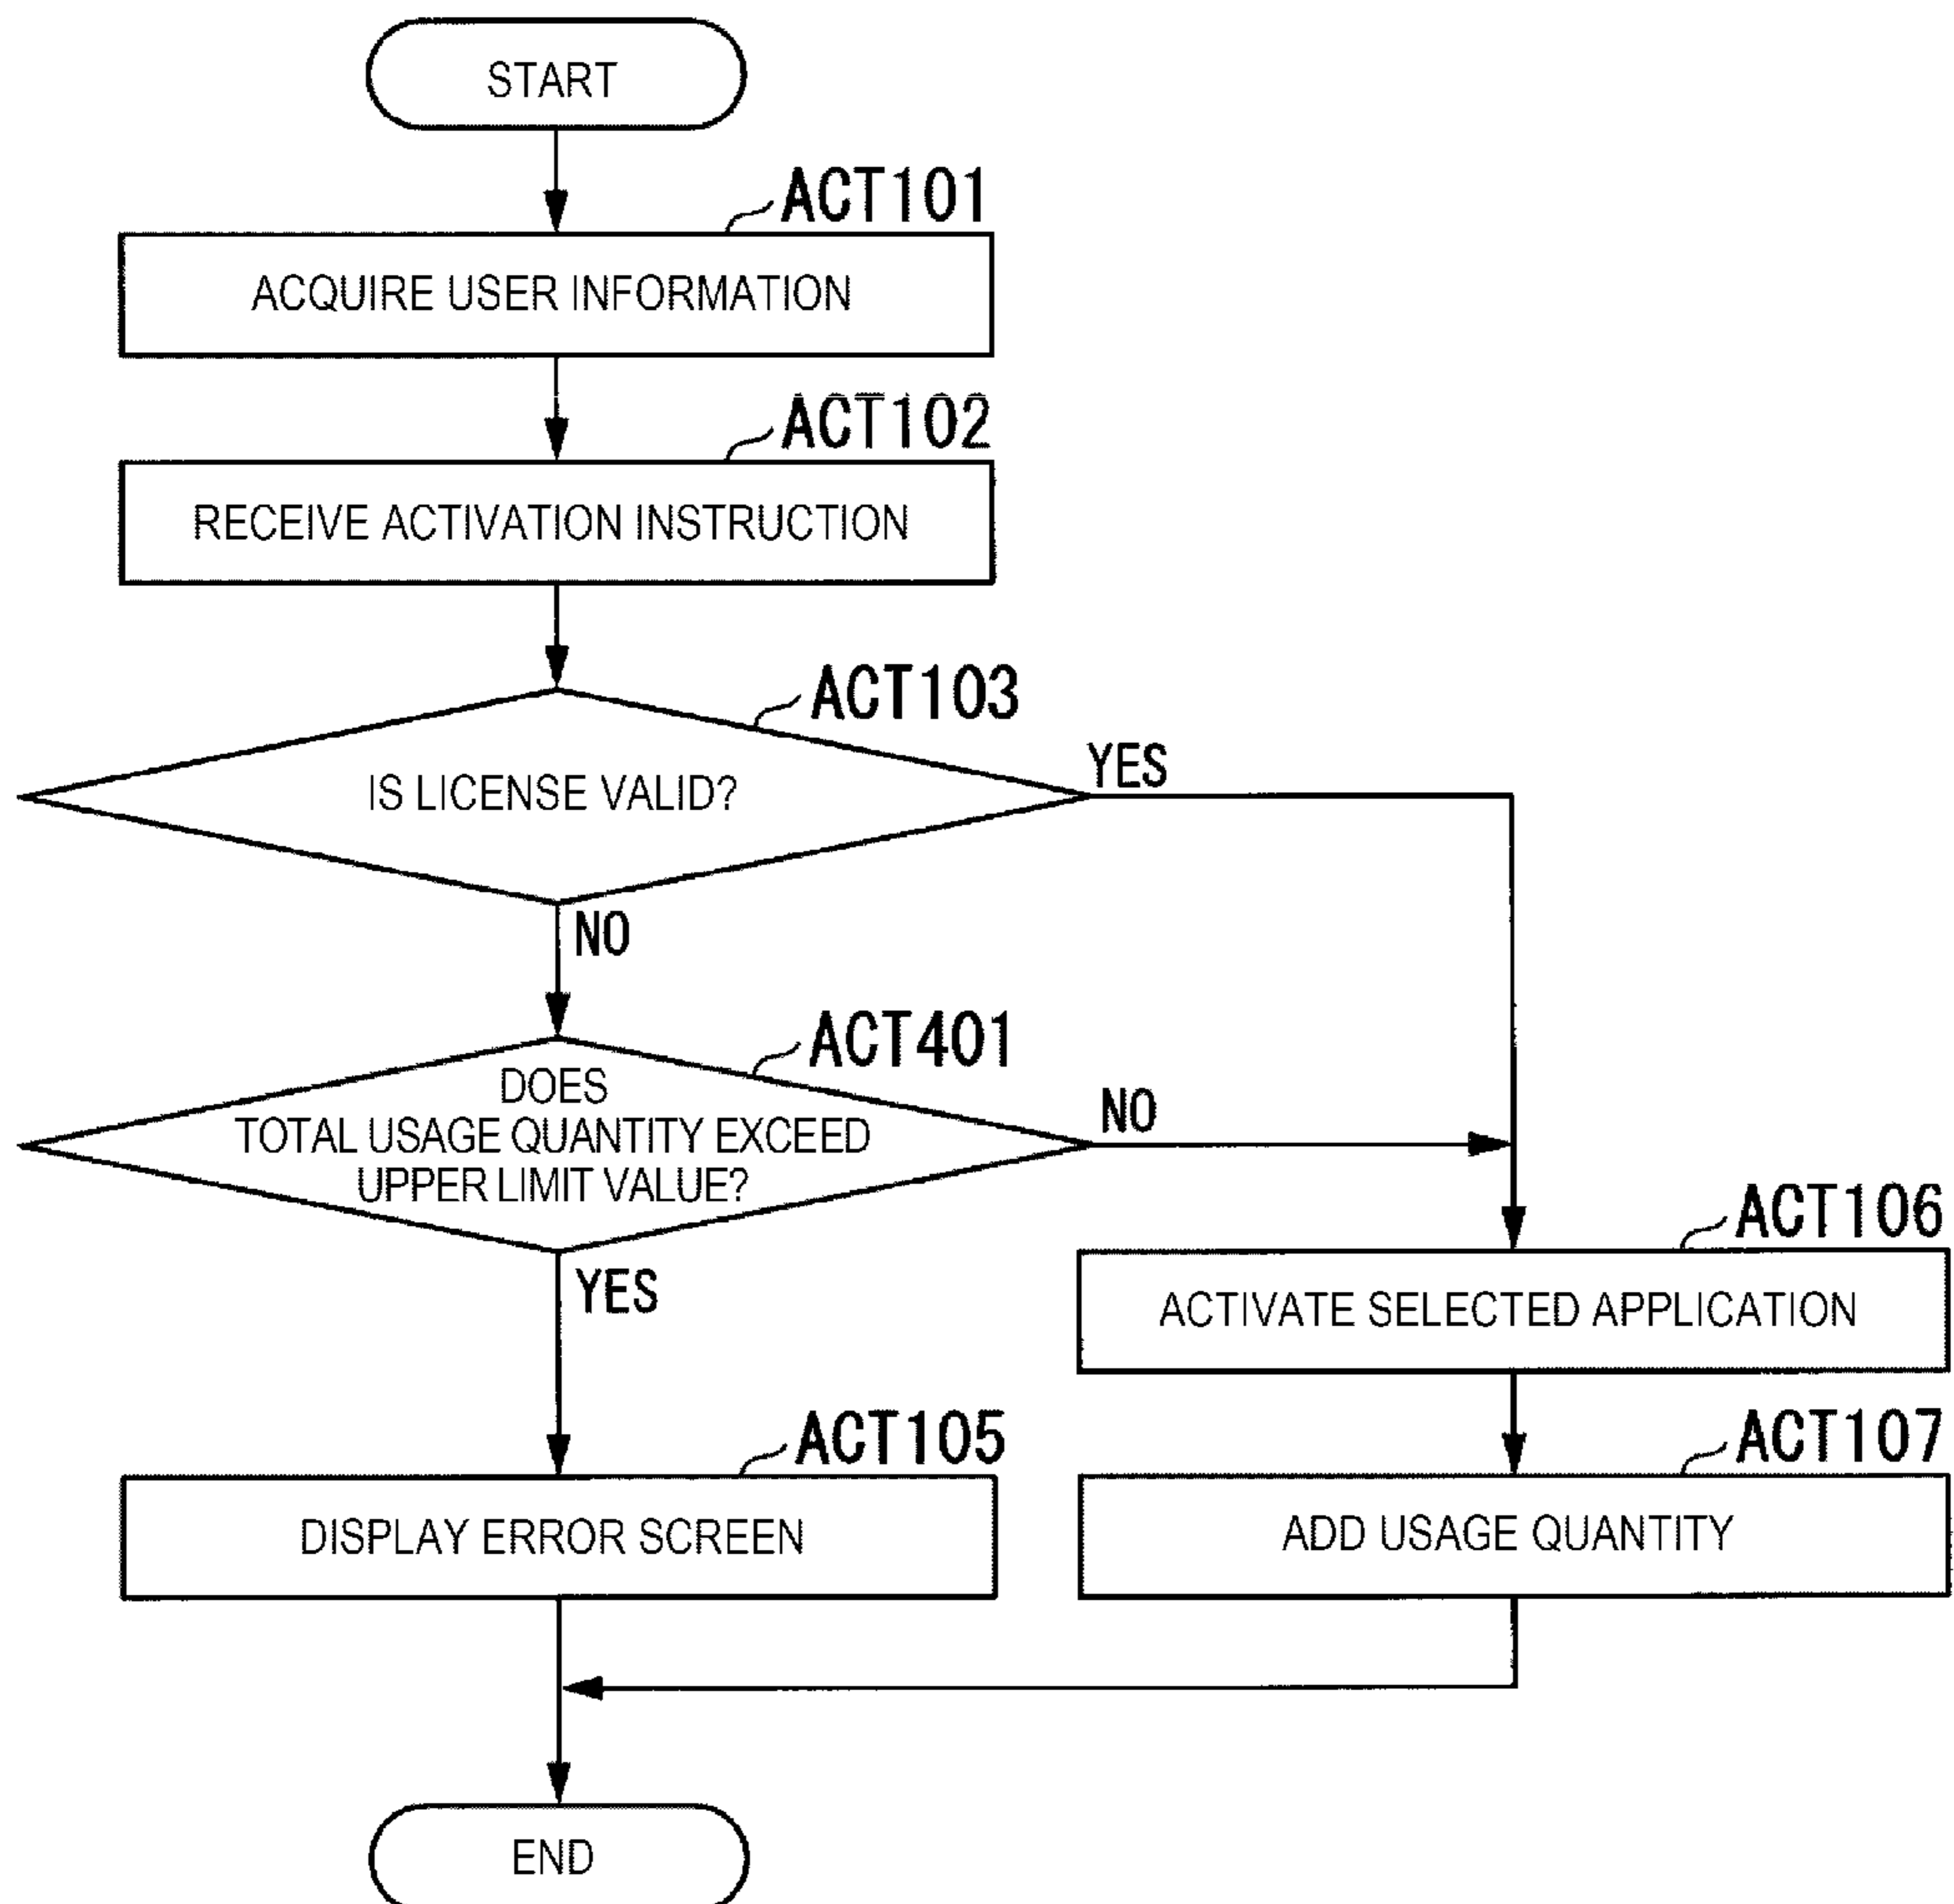 START
ACT101
ACQUIRE USER INFORMATION
ACT102
RECEIVE ACTIVATION INSTRUCTION
ACT103
IS LICENSE VALID?
YES
NO
ACT401
DOES
TOTAL USAGE QUANTITY EXCEED
UPPER LIMIT VALUE?
NO
YES
ACT106
ACTIVATE SELECTED APPLICATION
ACT105
DISPLAY ERROR SCREEN
ACT107
ADD USAGE QUANTITY
END